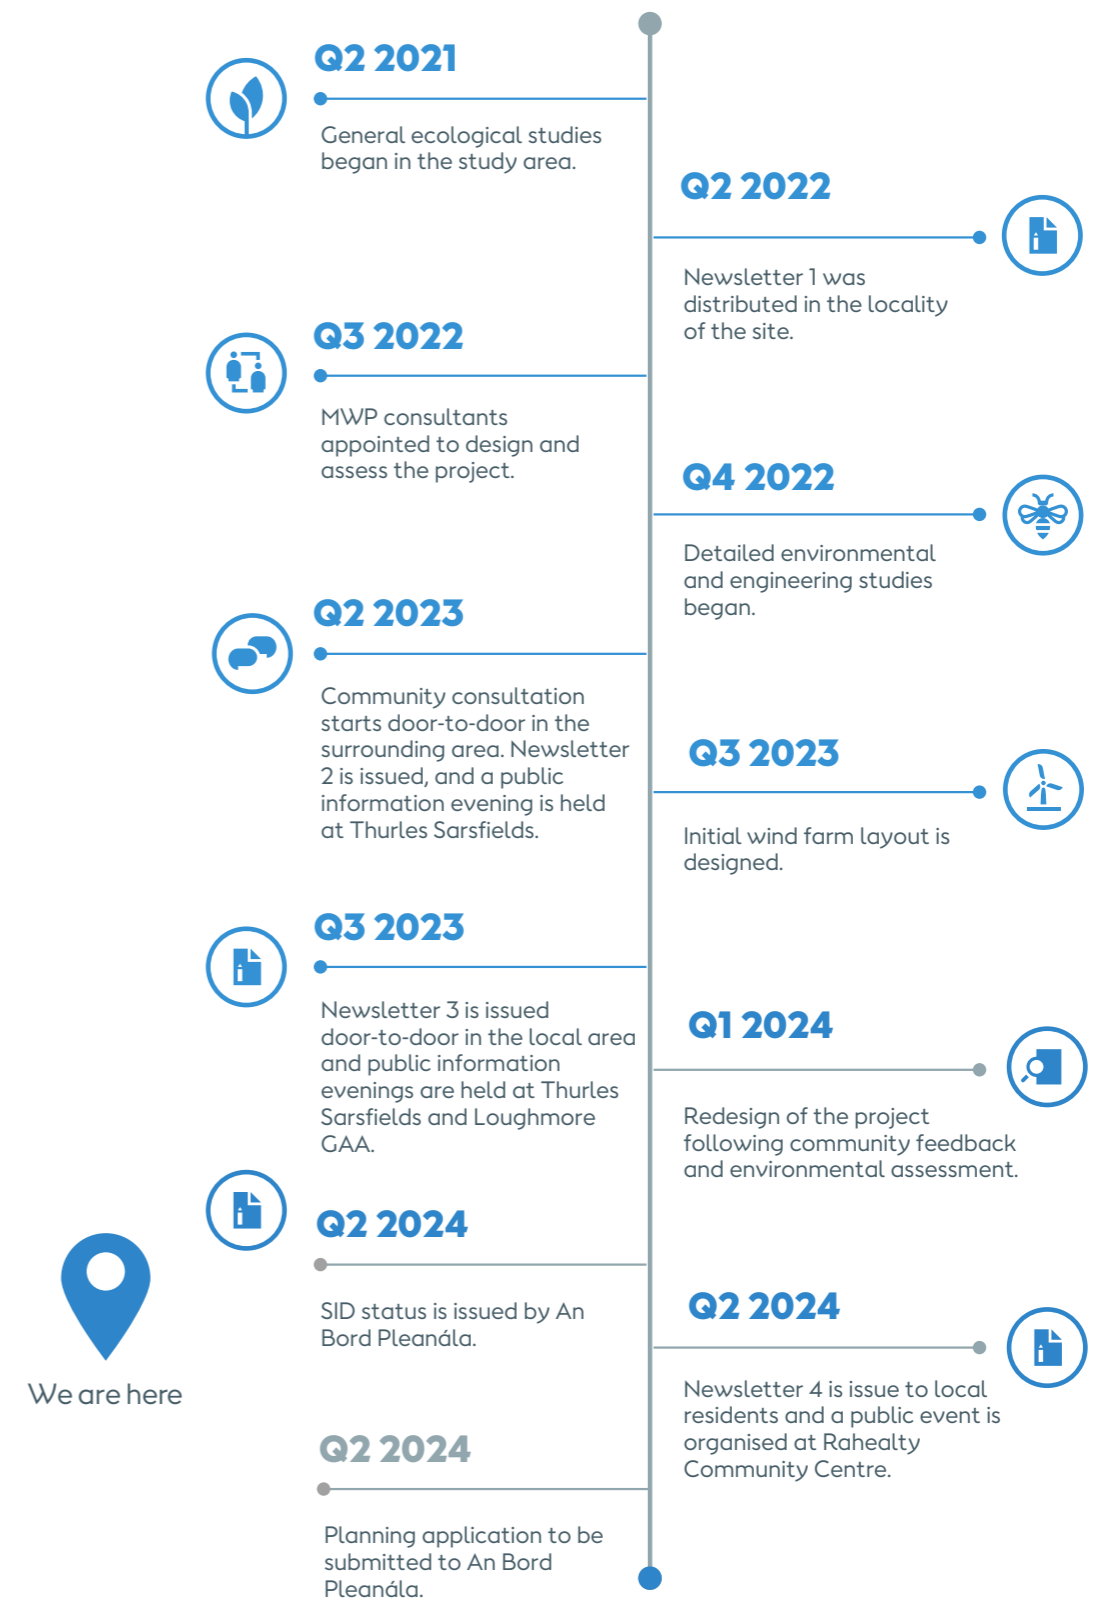 Q2 2021
General ecological studies
began in the study area.
Q2 2022
Newsletter 1 was
distributed in the locality
of the site.
Q3 2022
MWP consultants
appointed to design and
assess the project.
Q4 2022
Detailed environmental
and engineering studies
began.
Q2 2023
Community consultation
starts door-to-door in the
surrounding area. Newsletter
2 is issued, and a public
information evening is held
at Thurles Sarsfields.
Q3 2023
Initial wind farm layout is
designed.
Q3 2023
Newsletter 3 is issued
door-to-door in the local area
and public information
evenings are held at Thurles
Sarsfields and Loughmore
GAA.
Q1 2024
Redesign of the project
following community feedback
and environmental assessment.
Q2 2024
SID status is issued by An
Bord Pleanála.
We are here
Q2 2024
Newsletter 4 is issue to local
residents and a public event is
organised at Rahealty
Community Centre.
Q2 2024
Planning application to be
submitted to An Bord
Pleanála.